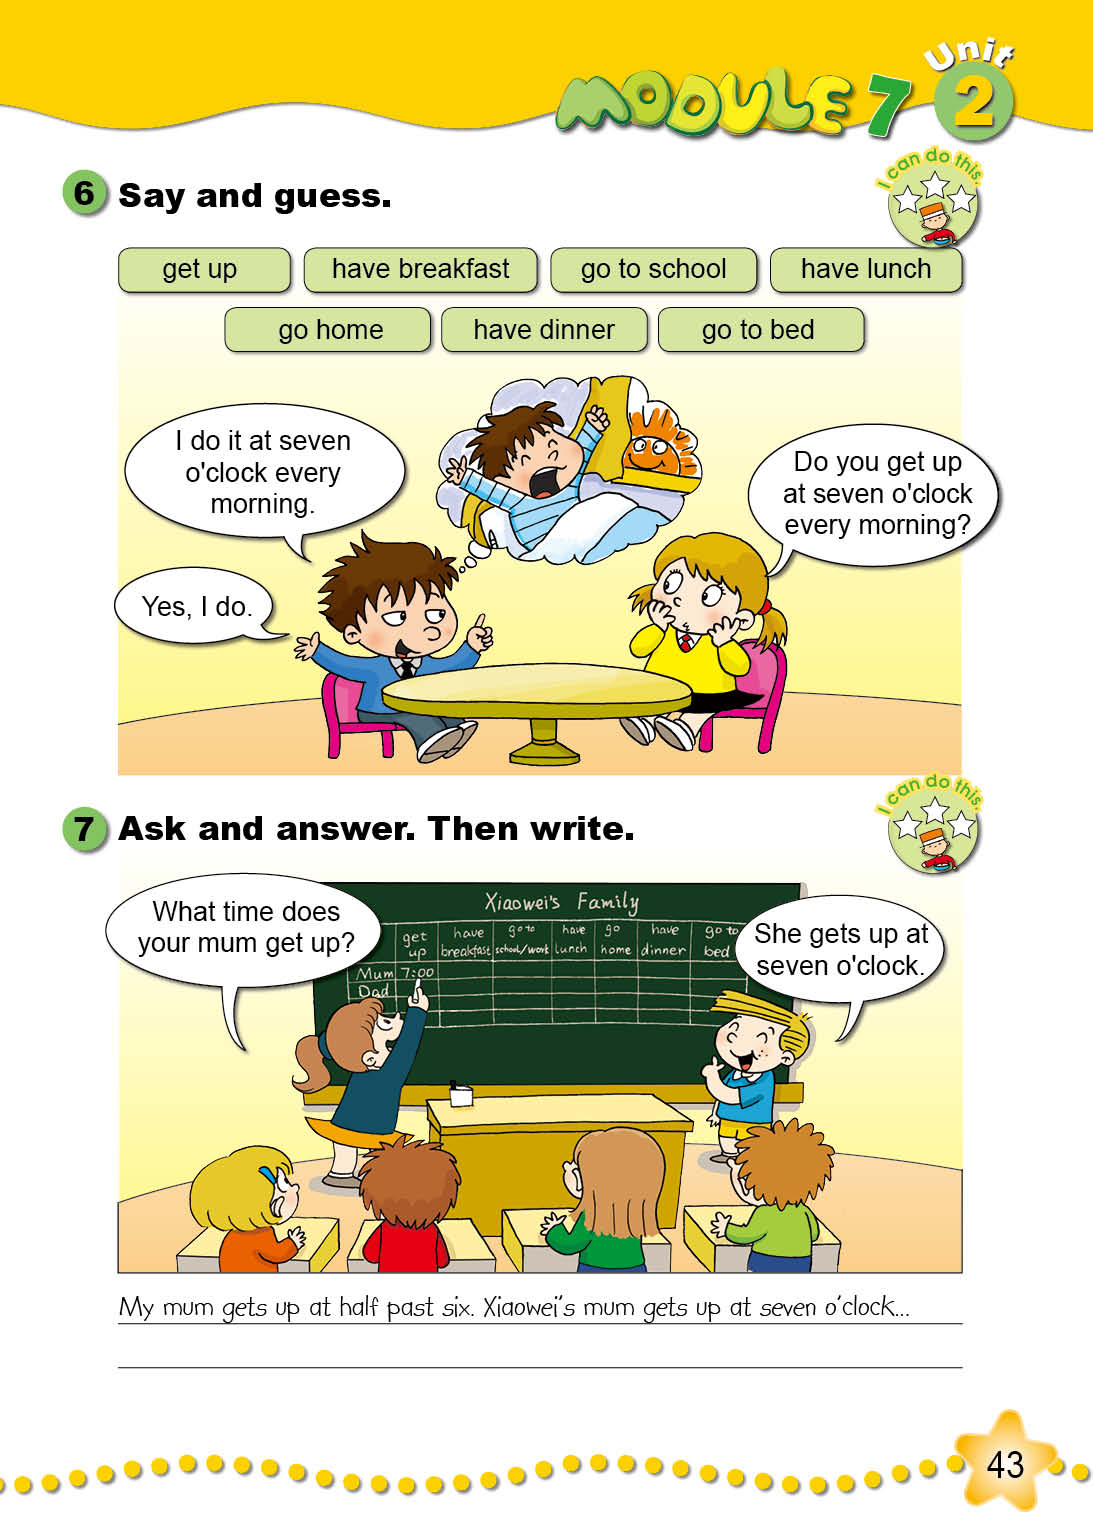 MODULE 7
Unit
2
I can do this.
6 Say and guess.
get up
have breakfast
go to school
have lunch
go home
have dinner
go to bed
I do it at seven
o'clock every
morning.
Do you get up
at seven o'clock
every morning?
Yes, I do.
I can do this.
7 Ask and answer. Then write.
What time does
your mum get up?
She gets up at
seven o'clock.
Xiaowei's Family
get up
have breakfast
go to school/work
have lunch
go home
have dinner
go to bed
Mum 7:00
Dad
My mum gets up at half past six. Xiaowei's mum gets up at seven o'clock...
43